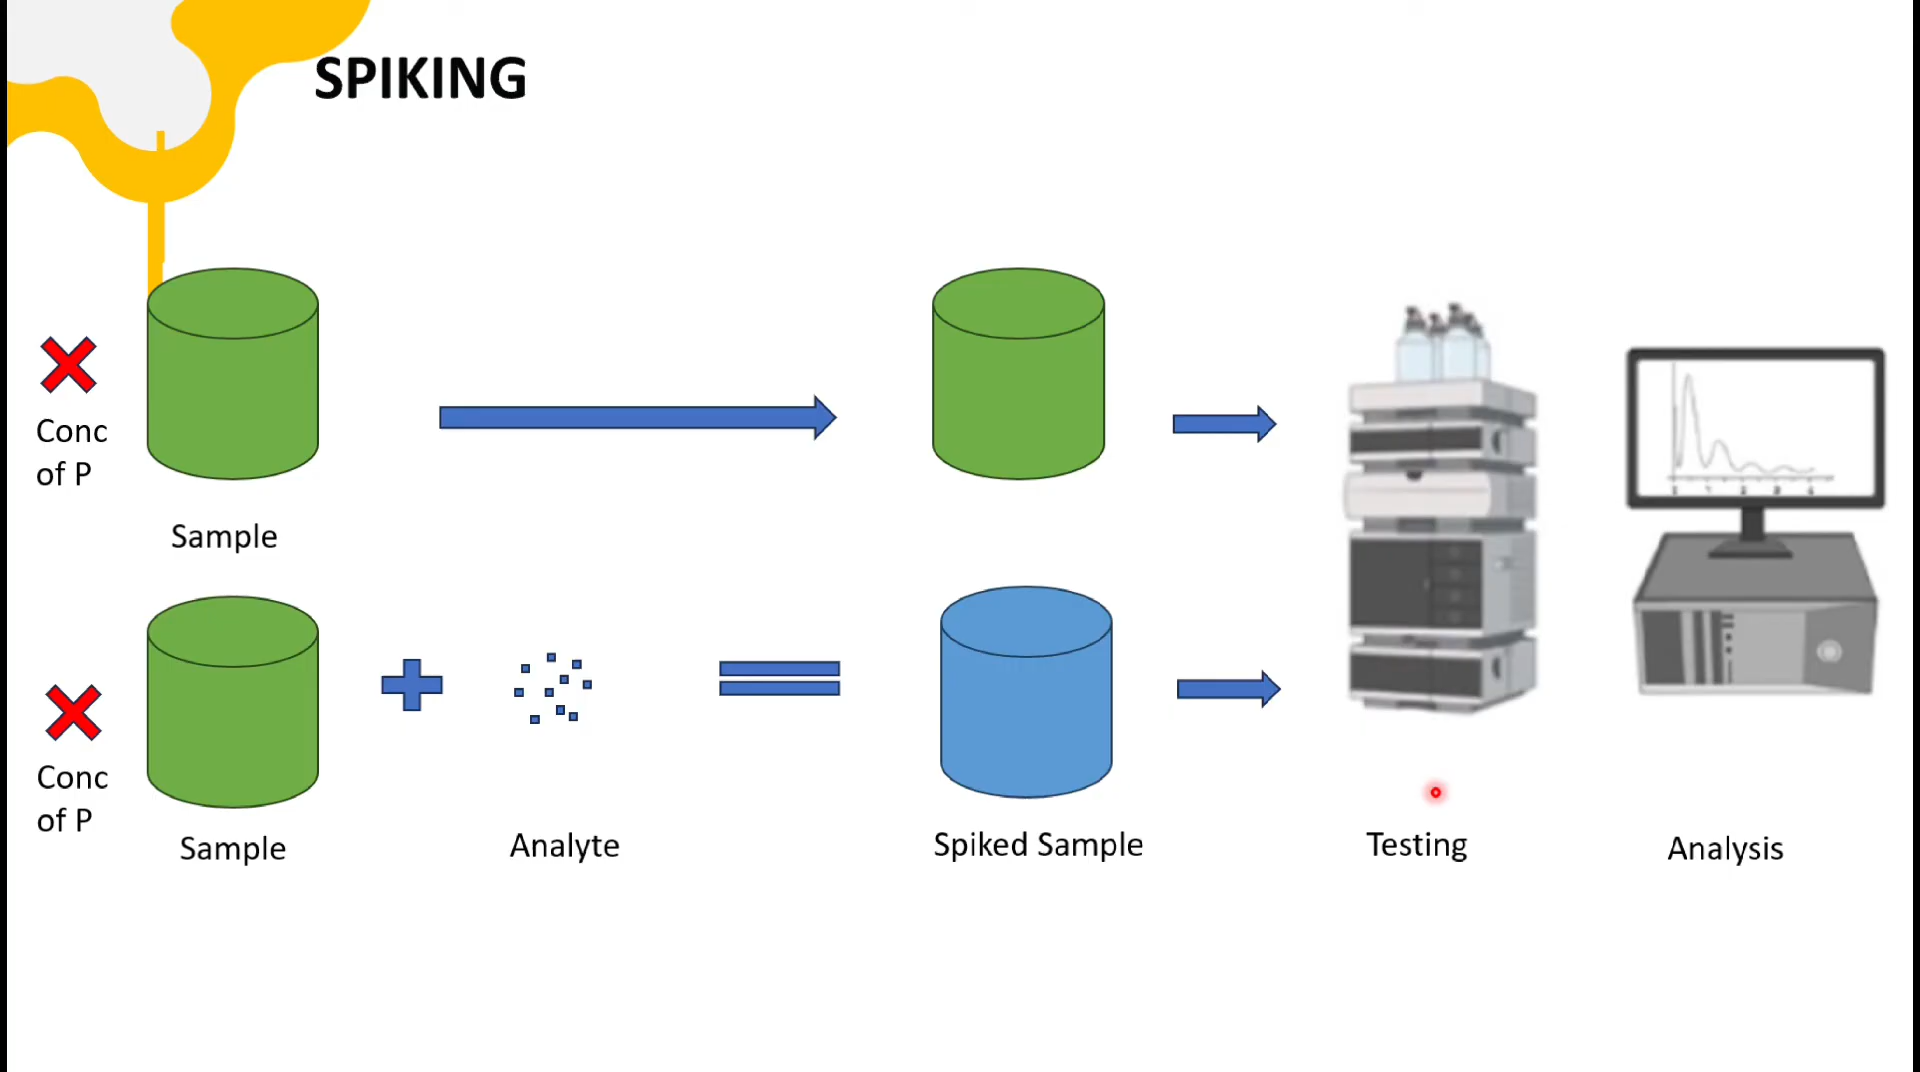 SPIKING
Conc
of P
Sample
Conc
of P
Sample
Analyte
Spiked Sample
Testing
Analysis